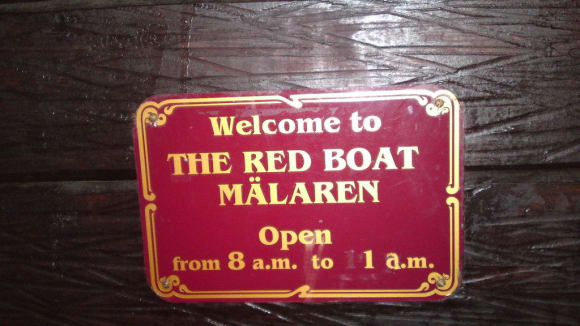 Welcome to
THE RED BOAT
MÄLAREN
Open
from 8 a.m. to 1 a.m.